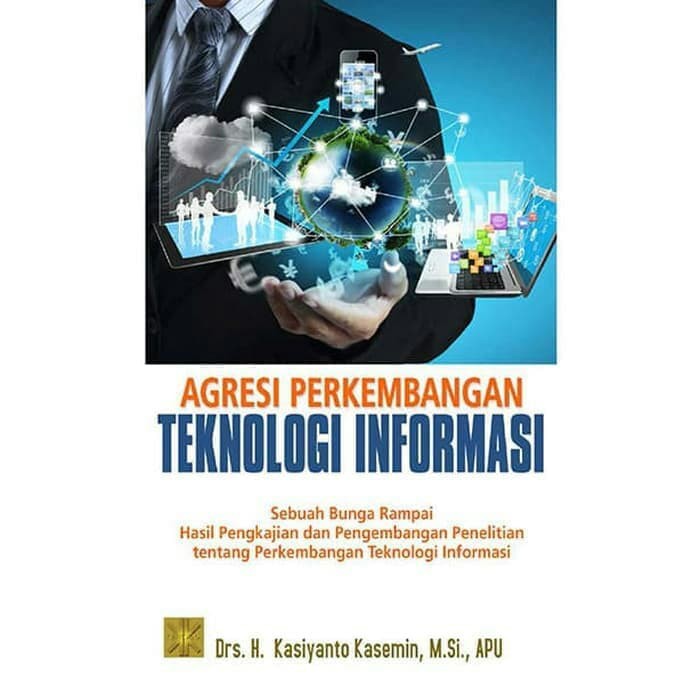 AGRESI PERKEMBANGAN
TEKNOLOGI INFORMASI
Sebuah Bunga Rampai
Hasil Pengkajian dan Pengembangan Penelitian
tentang Perkembangan Teknologi Informasi
Drs. H. Kasiyanto Kasemin, M.Si., APU